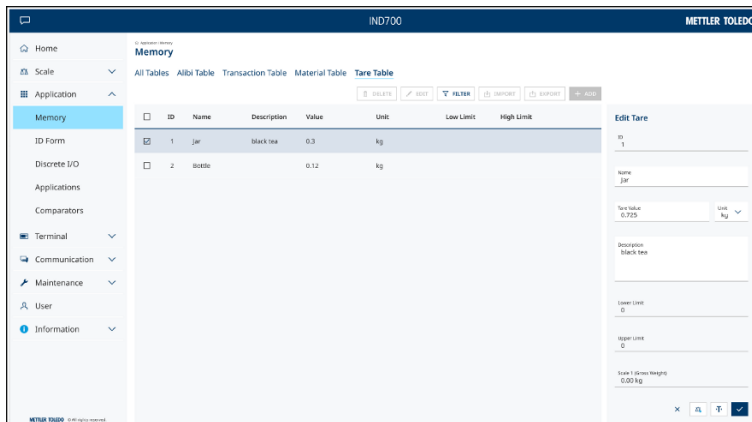 IND700
METTLER TOLEDO
Home
Scale
Application
Memory
ID Form
Discrete I/O
Applications
Comparators
Terminal
Communication
Maintenance
User
Information
METTLER TOLEDO
Memory
All Tables Alibi Table Transaction Table Material Table Tare Table
DELETE EDIT FILTER IMPORT EXPORT + ADD
ID Name Description Value Unit Low Limit High Limit
1 Jar black tea 0.3 kg
2 Bottle 0.12 kg
Edit Tare
ID
1
Name
Jar
Tare Value Unit
0.725 kg
Description
black tea
Lower Limit
0
Upper Limit
0
Scale 1 (Gross Weight)
0.00 kg